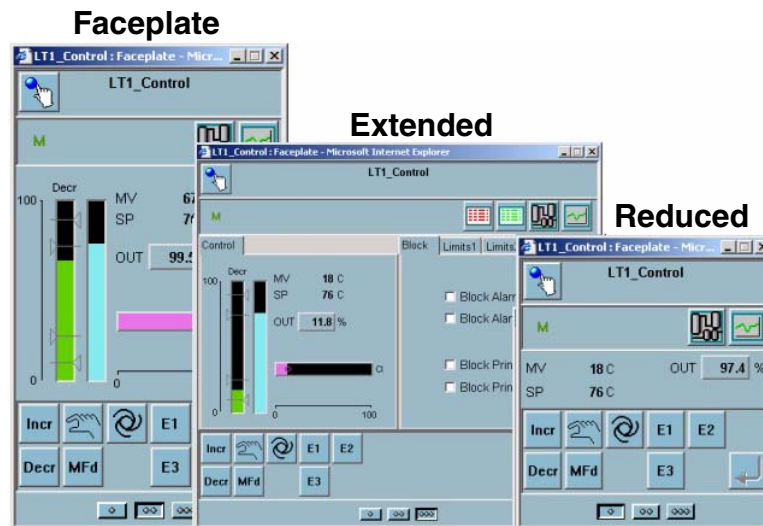 Faceplate
LT1_Control : Faceplate - Micr...
LT1_Control
M
Decr
100
MV
SP
OUT 99.5
0
0
Incr E1
Decr MFd E3
Extended
LT1_Control : Faceplate - Microsoft Internet Explorer
LT1_Control
M
Control
Block Limits1
Decr
100
MV 18 C
SP 76 C
OUT 11.8 %
0
0 100
Block Alar
Block Alar
Block Prin
Block Prin
Incr E1 E2
Decr MFd E3
Reduced
LT1_Control : Faceplate - Micr...
LT1_Control
M
MV 18 C OUT 97.4 %
SP 76 C
Incr E1 E2
Decr MFd E3